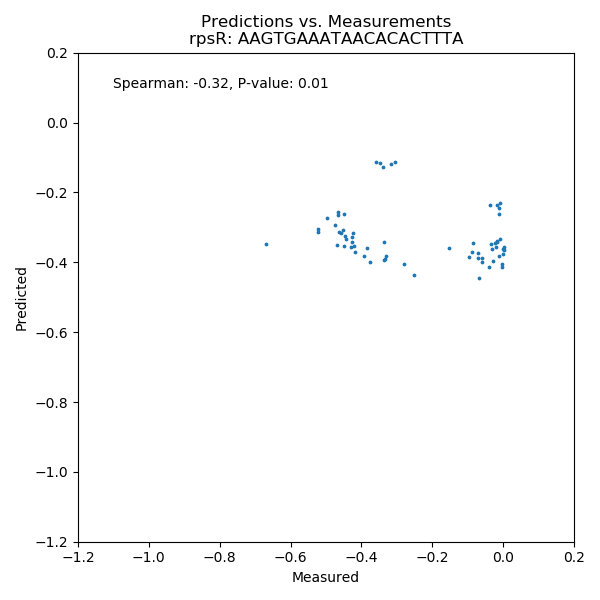 Predictions vs. Measurements
rpsR: AAGTGAAATAACACACTTTA
Spearman: -0.32, P-value: 0.01
0.2
0.0
−0.2
−0.4
−0.6
−0.8
−1.0
−1.2
Predicted
−1.2 −1.0 −0.8 −0.6 −0.4 −0.2 0.0 0.2
Measured